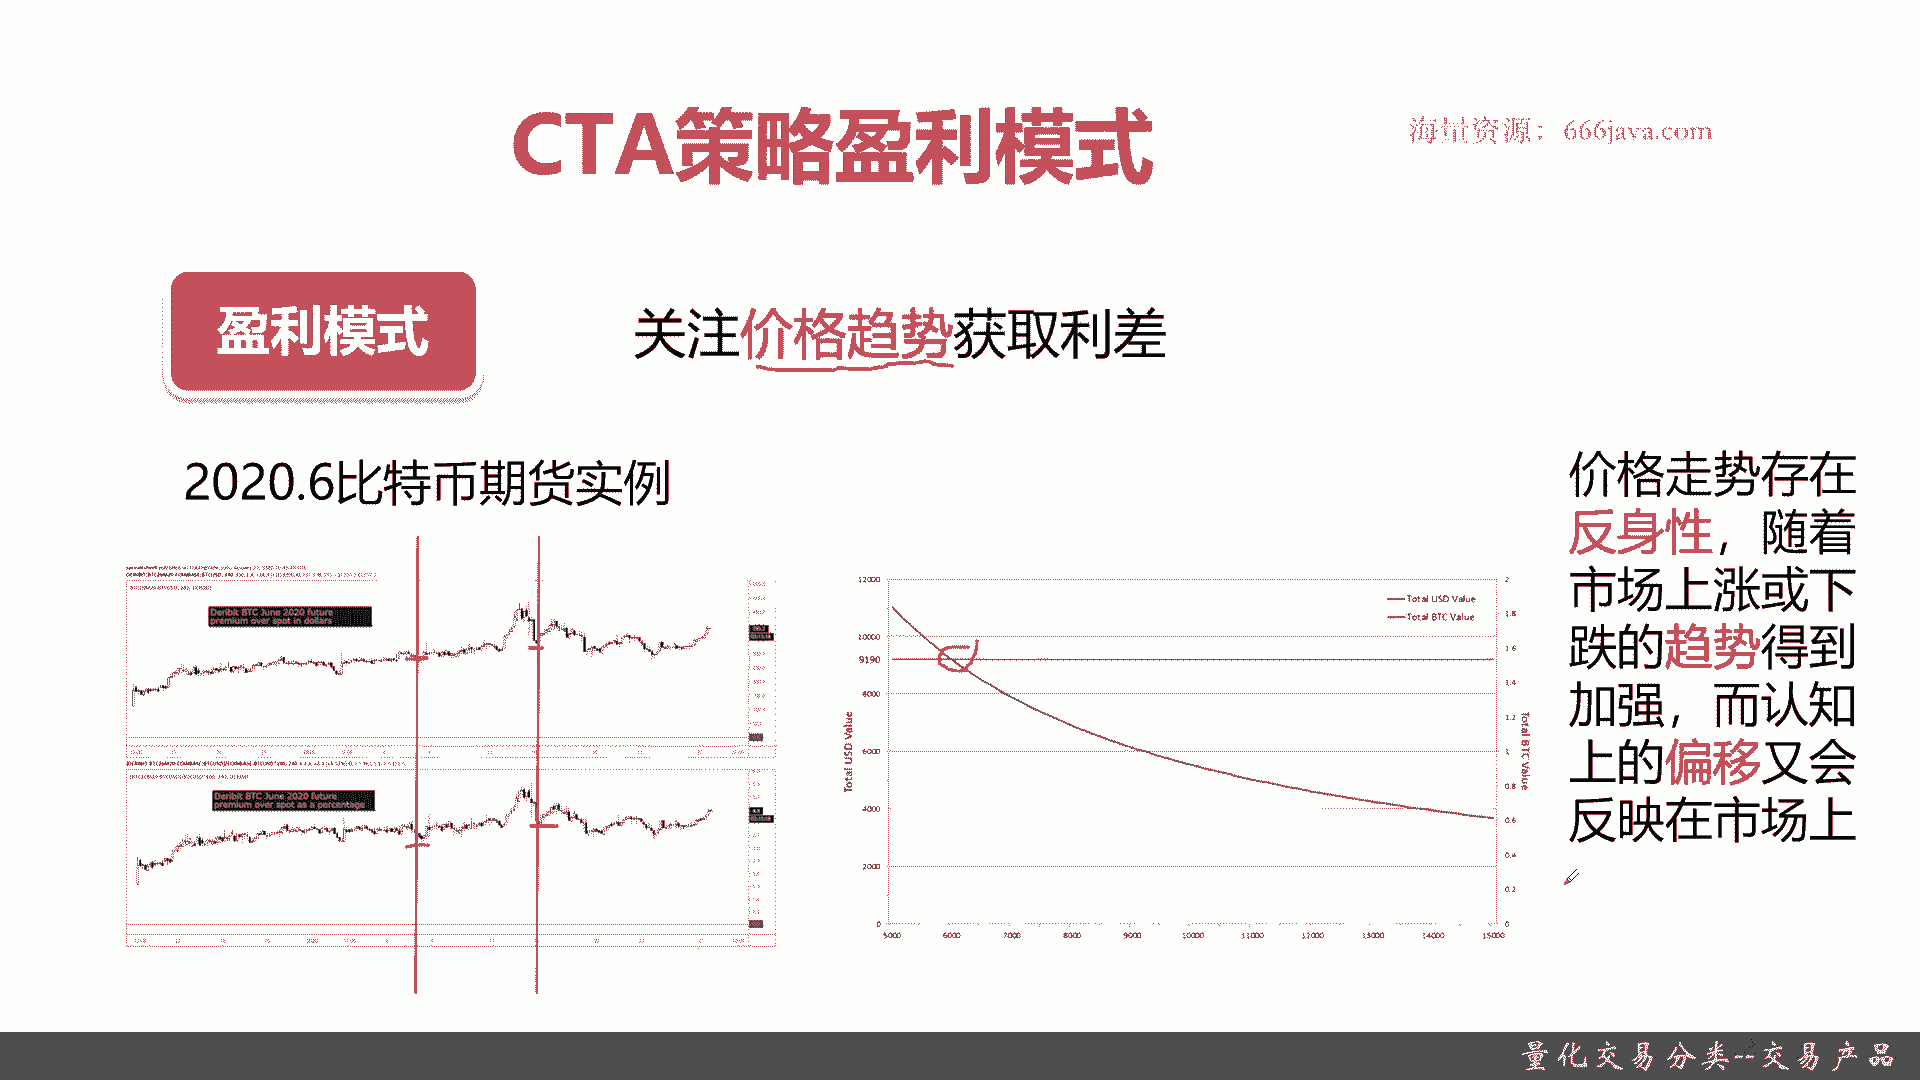 CTA策略盈利模式
海量资源：666java.com
盈利模式
关注价格趋势获取利差
2020.6比特币期货实例
Deribit BTC June 2020 future
premium over spot in dollars
Deribit BTC June 2020 future
premium over spot as a percentage
12000
10000
9190
8000
6000
4000
2000
0
Total USD Value
Total USD Value
Total BTC Value
2
1.8
1.6
1.4
1.2
1
0.8
0.6
0.4
0.2
0
Total BTC Value
5000 6000 7000 8000 9000 10000 11000 12000 13000 14000 15000
价格走势存在
反身性，随着
市场上涨或下
跌的趋势得到
加强，而认知
上的偏移又会
反映在市场上
量化交易分类--交易产品